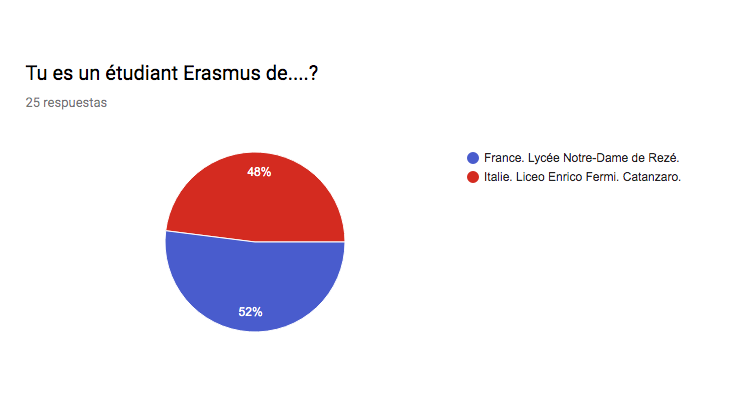 Tu es un étudiant Erasmus de....?
25 respuestas
48%
52%
France. Lycée Notre-Dame de Rezé.
Italie. Liceo Enrico Fermi. Catanzaro.